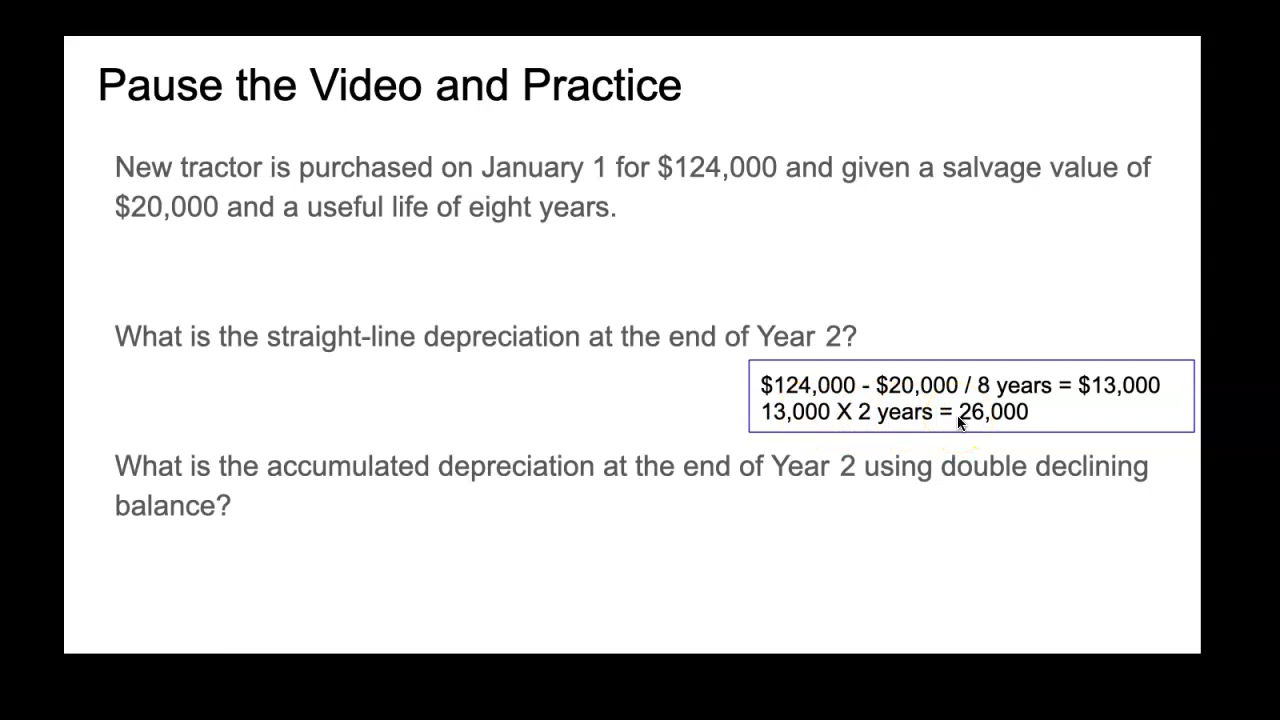 Pause the Video and Practice
New tractor is purchased on January 1 for $124,000 and given a salvage value of
$20,000 and a useful life of eight years.
What is the straight-line depreciation at the end of Year 2?
$124,000 - $20,000 / 8 years = $13,000
13,000 X 2 years = 26,000
What is the accumulated depreciation at the end of Year 2 using double declining
balance?